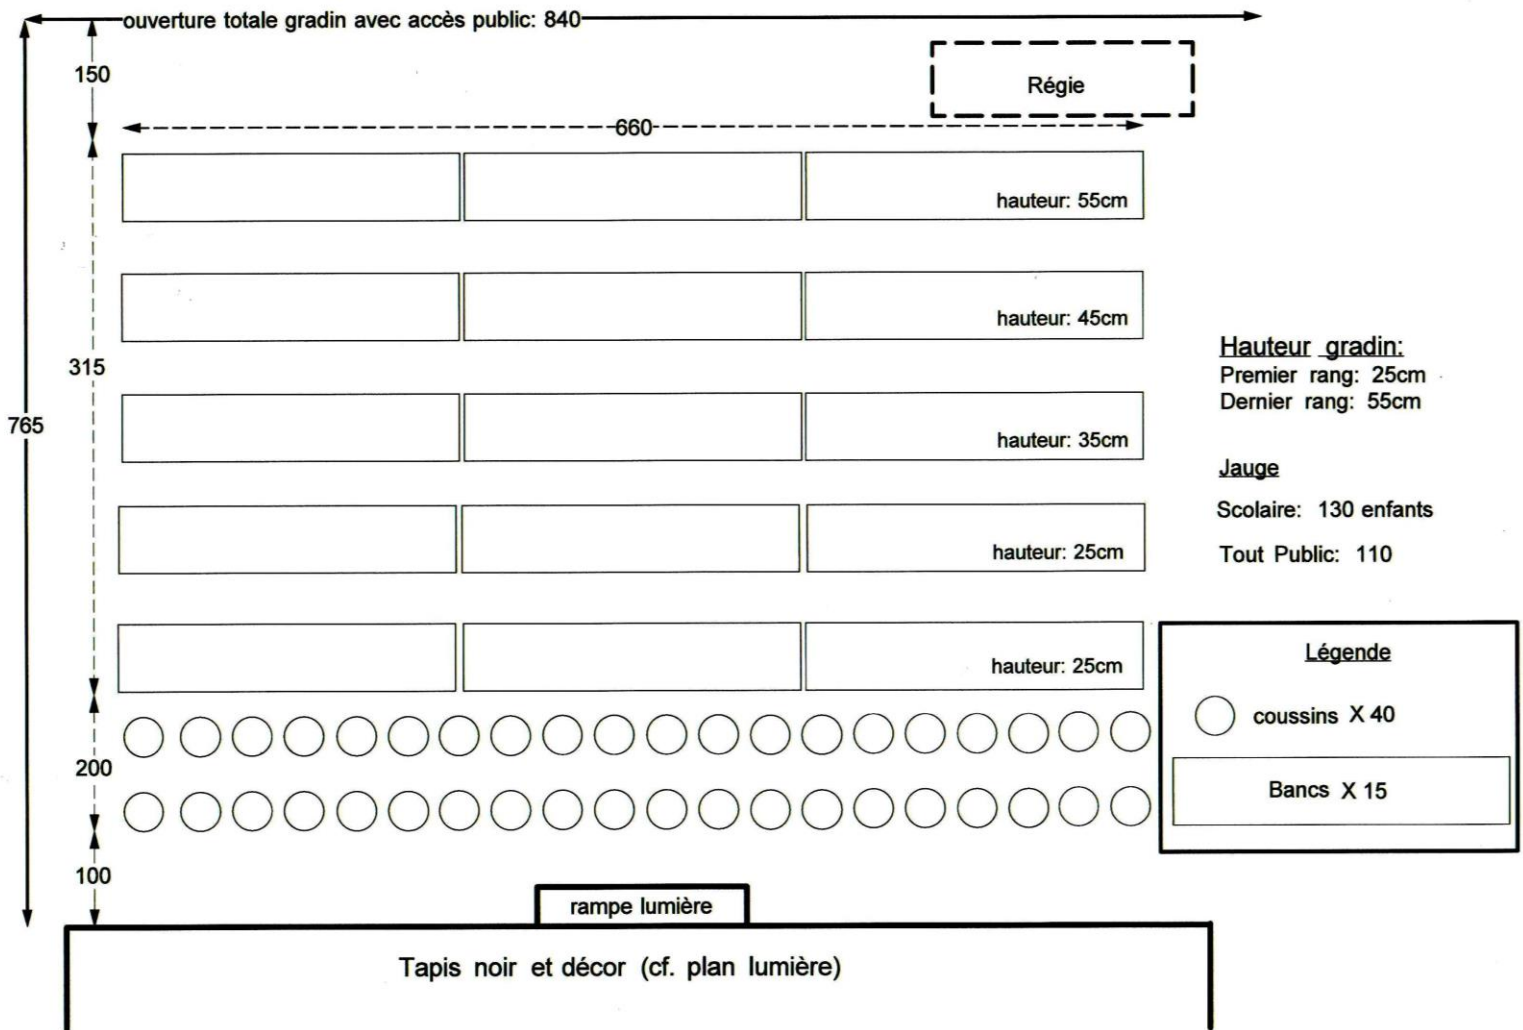 ouverture totale gradin avec accès public: 840
150
Régie
660
hauteur: 55cm
hauteur: 45cm
315
Hauteur gradin:
Premier rang: 25cm
Dernier rang: 55cm
765
hauteur: 35cm
Jauge
Scolaire: 130 enfants
Tout Public: 110
hauteur: 25cm
hauteur: 25cm
Légende
coussins X 40
Bancs X 15
200
100
rampe lumière
Tapis noir et décor (cf. plan lumière)